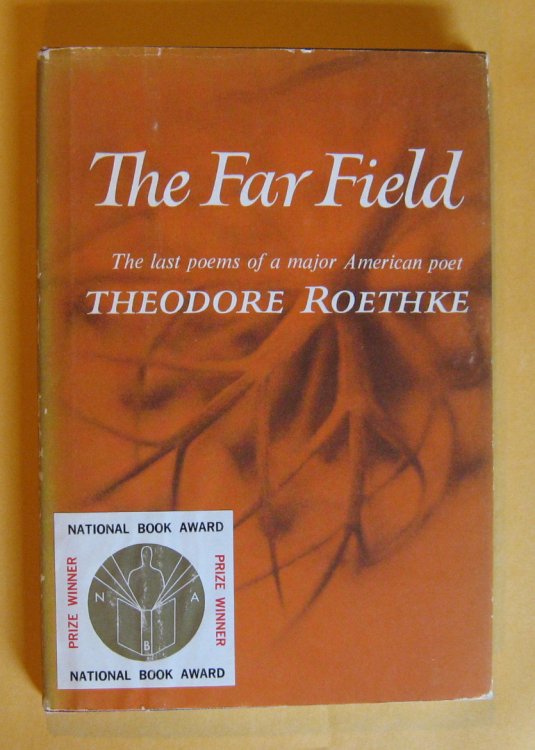 The Far Field
The last poems of a major American poet
THEODORE ROETHKE
NATIONAL BOOK AWARD
PRIZE WINNER
PRIZE WINNER
N A
B
NATIONAL BOOK AWARD